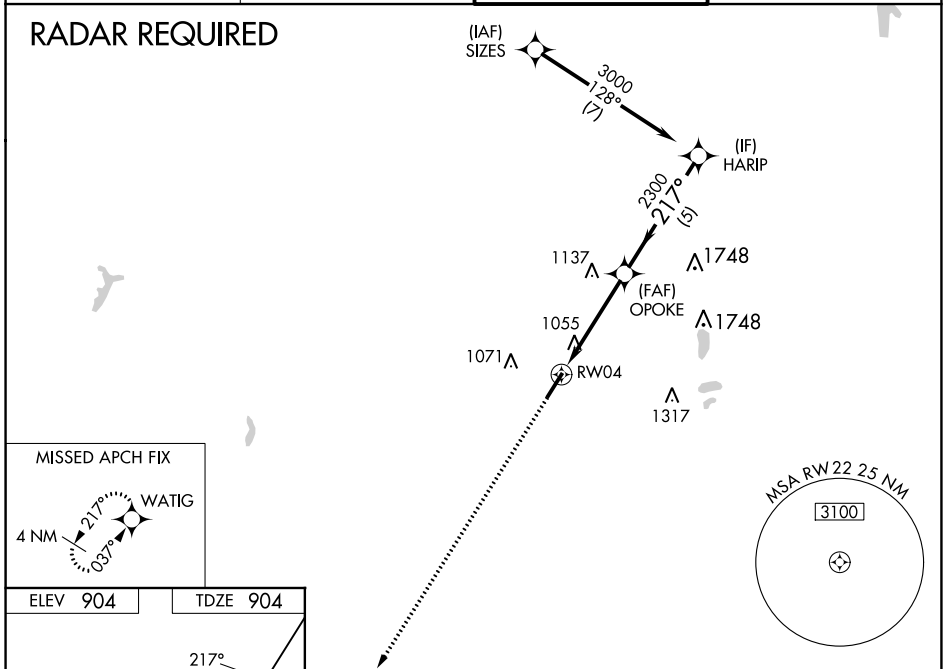 RADAR REQUIRED
(IAF)
SIZES
3000
128°
(7)
(IF)
HARIP
2300
217°
(5)
1137
1748
(FAF)
OPOKE
1055
1748
1071
RW04
1317
MISSED APCH FIX
WATIG
217°
4 NM
037°
MSA RW 22 25 NM
3100
ELEV 904
TDZE 904
217°